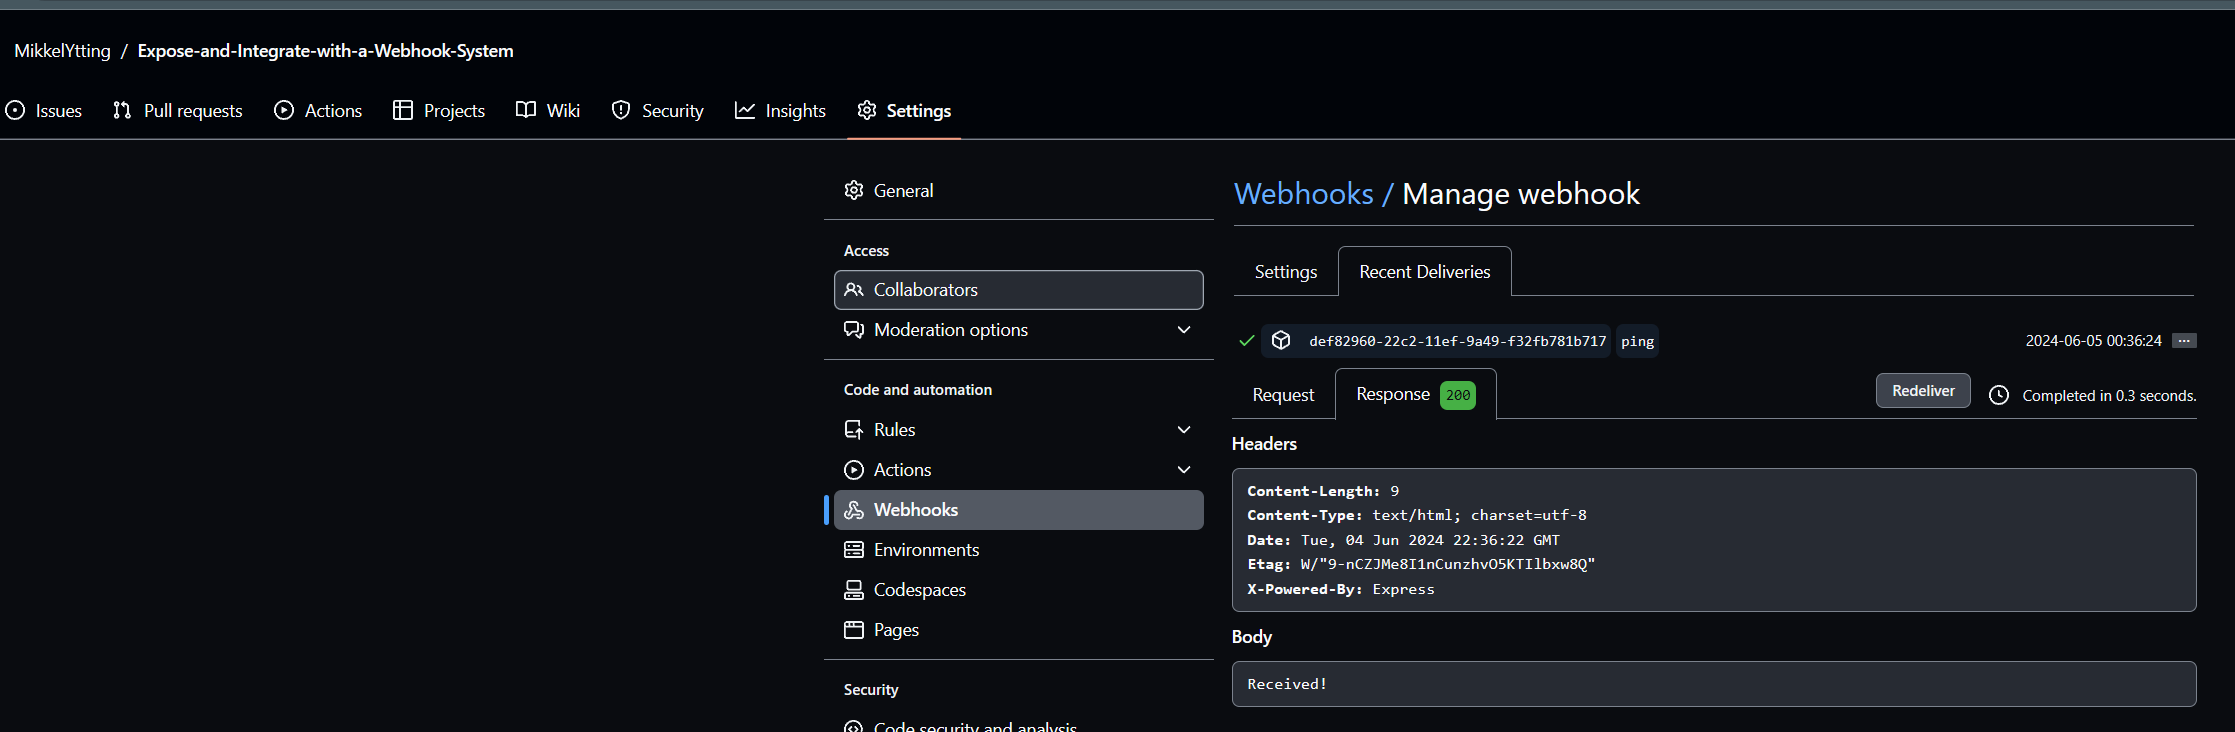 MikkelYtting / Expose-and-Integrate-with-a-Webhook-System
Issues Pull requests Actions Projects Wiki Security Insights Settings
General
Access
Collaborators
Moderation options
Code and automation
Rules
Actions
Webhooks
Environments
Codespaces
Pages
Security
Code security and analysis
Webhooks / Manage webhook
Settings Recent Deliveries
def82960-22c2-11ef-9a49-f32fb781b717 ping 2024-06-05 00:36:24 ...
Request Response 200 Redeliver Completed in 0.3 seconds.
Headers
Content-Length: 9
Content-Type: text/html; charset=utf-8
Date: Tue, 04 Jun 2024 22:36:22 GMT
Etag: W/"9-nCZJMe8I1nCunzhvO5KTIlbxw8Q"
X-Powered-By: Express
Body
Received!